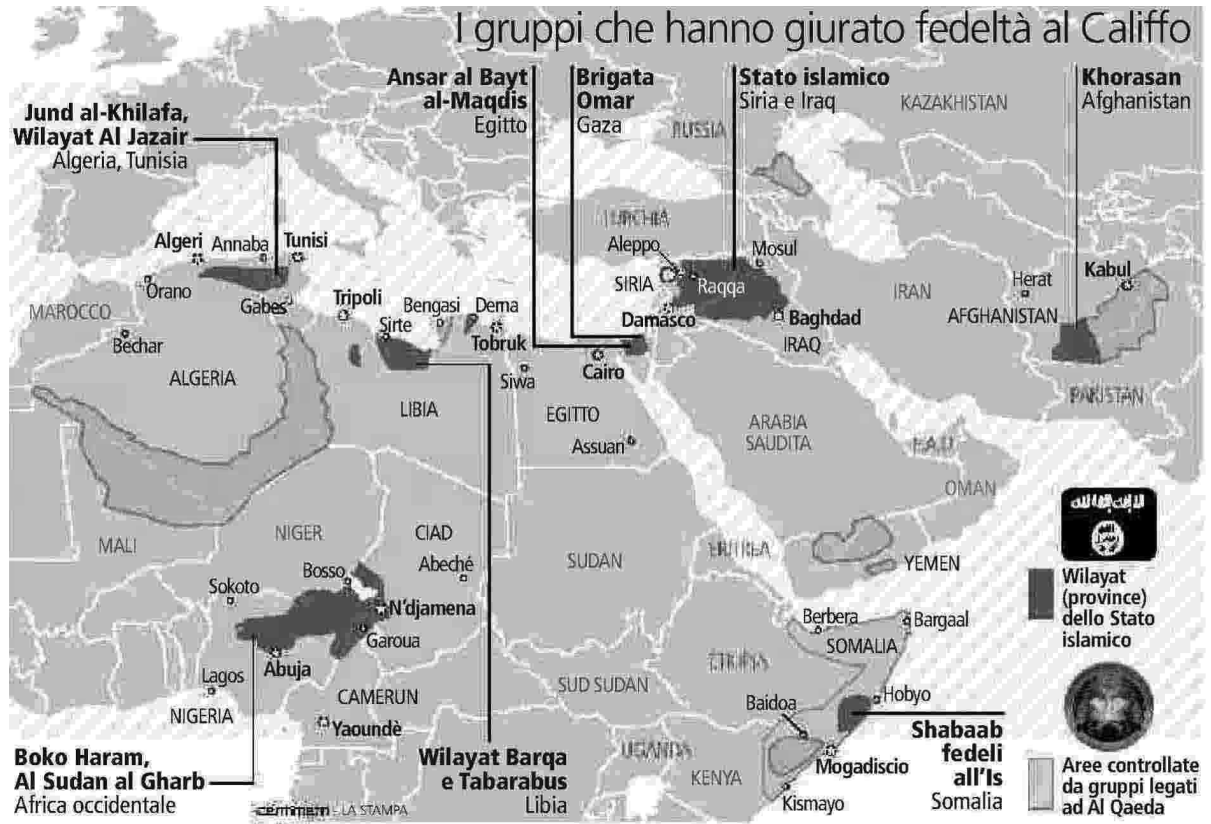 I gruppi che hanno giurato fedeltà al Califfo
Jund al-Khilafa,
Wilayat Al Jazair
Algeria, Tunisia
Ansar al Bayt
al-Maqdis
Egitto
Brigata
Omar
Gaza
Stato islamico
Siria e Iraq
Khorasan
Afghanistan
KAZAKHISTAN
RUSSIA
TURCHIA
Algeri
Annaba
Tunisi
Orano
Gabes
MAROCCO
Bechar
ALGERIA
Tripoli
Bengasi
Derna
Sirte
Tobruk
LIBIA
Aleppo
Mosul
SIRIA
Raqqa
Damasco
Baghdad
IRAQ
IRAN
Herat
Kabul
AFGHANISTAN
PAKISTAN
Cairo
Siwa
EGITTO
Assuan
ARABIA
SAUDITA
E.A.U
OMAN
MALI
NIGER
CIAD
Abeché
SUDAN
ERITREA
YEMEN
Bosso
Sokoto
N'djamena
Garoua
Abuja
Lagos
NIGERIA
CAMERUN
Yaoundè
SUD SUDAN
ETIOPIA
Berbera
Bargaal
SOMALIA
Baidoa
Hobyo
UGANDA
KENYA
Mogadiscio
Kismayo
Boko Haram,
Al Sudan al Gharb
Africa occidentale
Wilayat Barqa
e Tabarabus
Libia
Shabaab
fedeli
all'Is
Somalia
Wilayat
(province)
dello Stato
islamico
Aree controllate
da gruppi legati
ad Al Qaeda
LA STAMPA